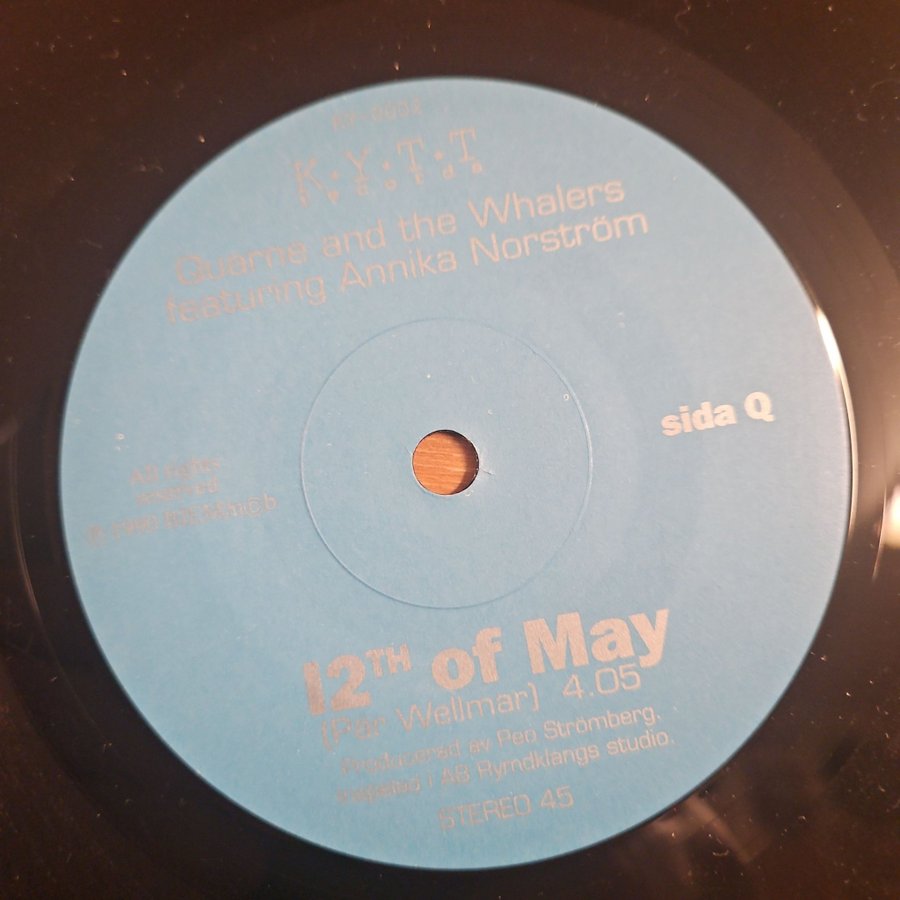 K·Y·T·T
Quarne and the Whalers
featuring Annika Norström
sida Q
All rights
reserved
12TH of May
(Pär Wellmar) 4.05
Producerad av Peo Strömberg.
Inspelad i AB Rymdklangs studio.
STEREO 45